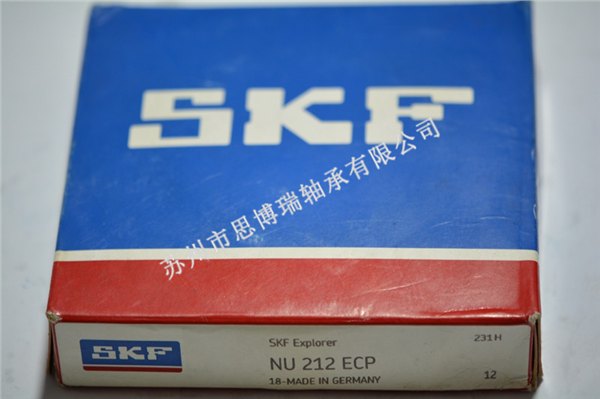 SKF
苏州市思博瑞轴承有限公司
SKF
SKF Explorer
231H
NU 212 ECP
12
18-MADE IN GERMANY